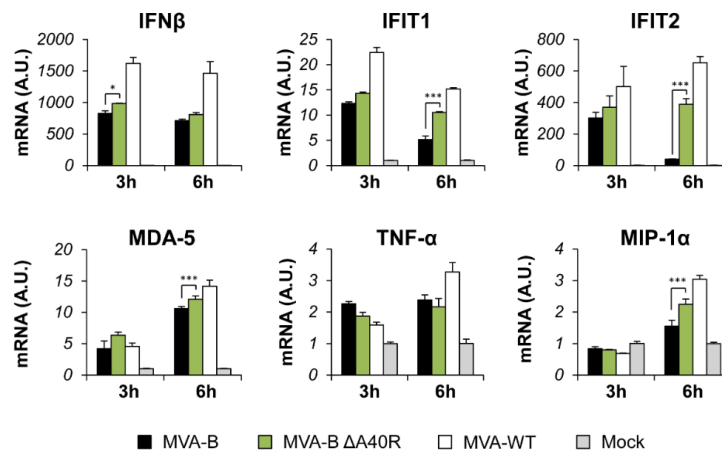 IFNβ
IFIT1
IFIT2
mRNA (A.U.)
2000
1500
1000
500
0
*
3h
6h
mRNA (A.U.)
25
20
15
10
5
0
***
3h
6h
mRNA (A.U.)
800
600
400
200
0
***
3h
6h
MDA-5
TNF-α
MIP-1α
mRNA (A.U.)
20
15
10
5
0
***
3h
6h
mRNA (A.U.)
4
3
2
1
0
3h
6h
mRNA (A.U.)
4
3
2
1
0
***
3h
6h
MVA-B MVA-B ΔA40R MVA-WT Mock